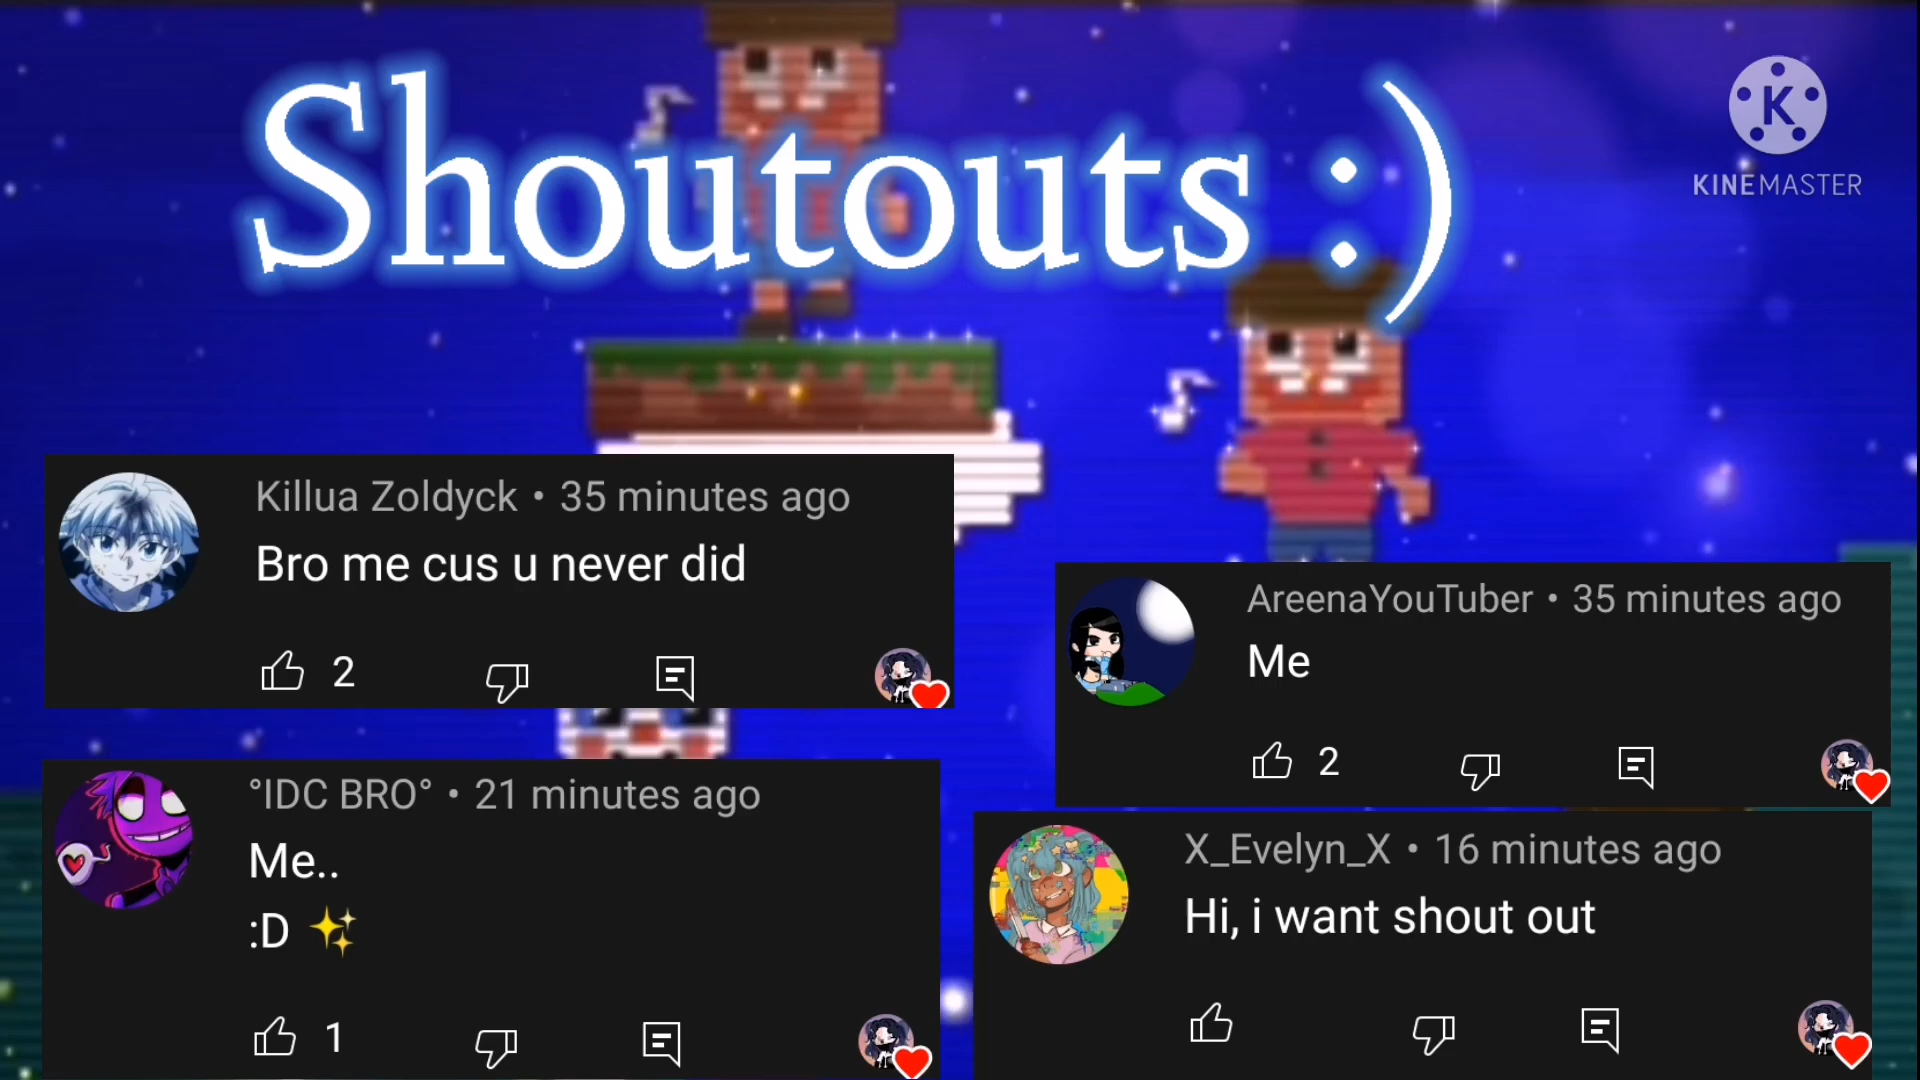 Shoutouts :)
K
KINEMASTER
Killua Zoldyck • 35 minutes ago
Bro me cus u never did
2
AreenaYouTuber • 35 minutes ago
Me
2
°IDC BRO° • 21 minutes ago
Me..
:D ✨
1
X_Evelyn_X • 16 minutes ago
Hi, i want shout out